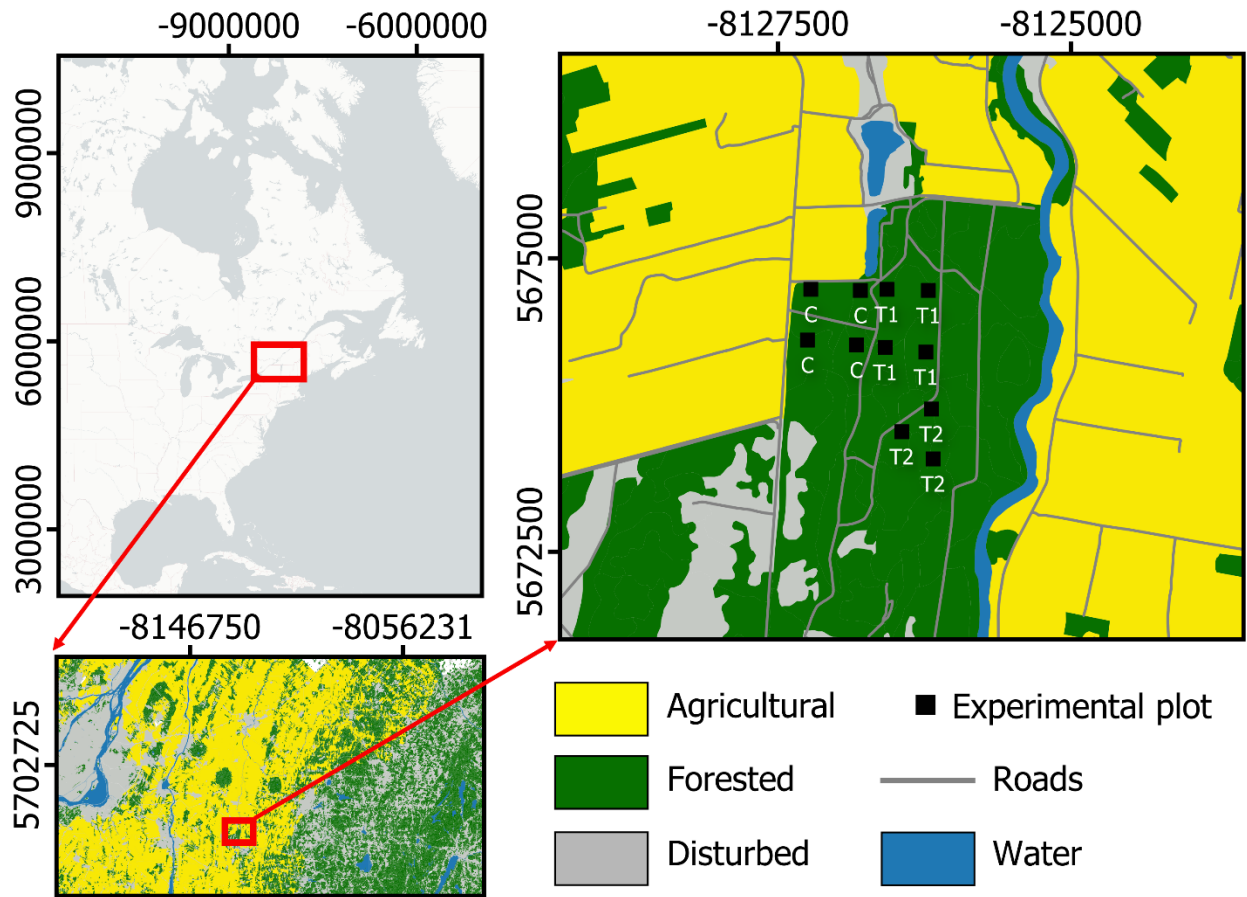 -9000000 -6000000
9000000
6000000
3000000
-8127500 -8125000
5675000
5672500
C C T1 T1
C C T1 T1
T2
T2
T2
-8146750 -8056231
5702725
Agricultural
Experimental plot
Forested
Roads
Disturbed
Water